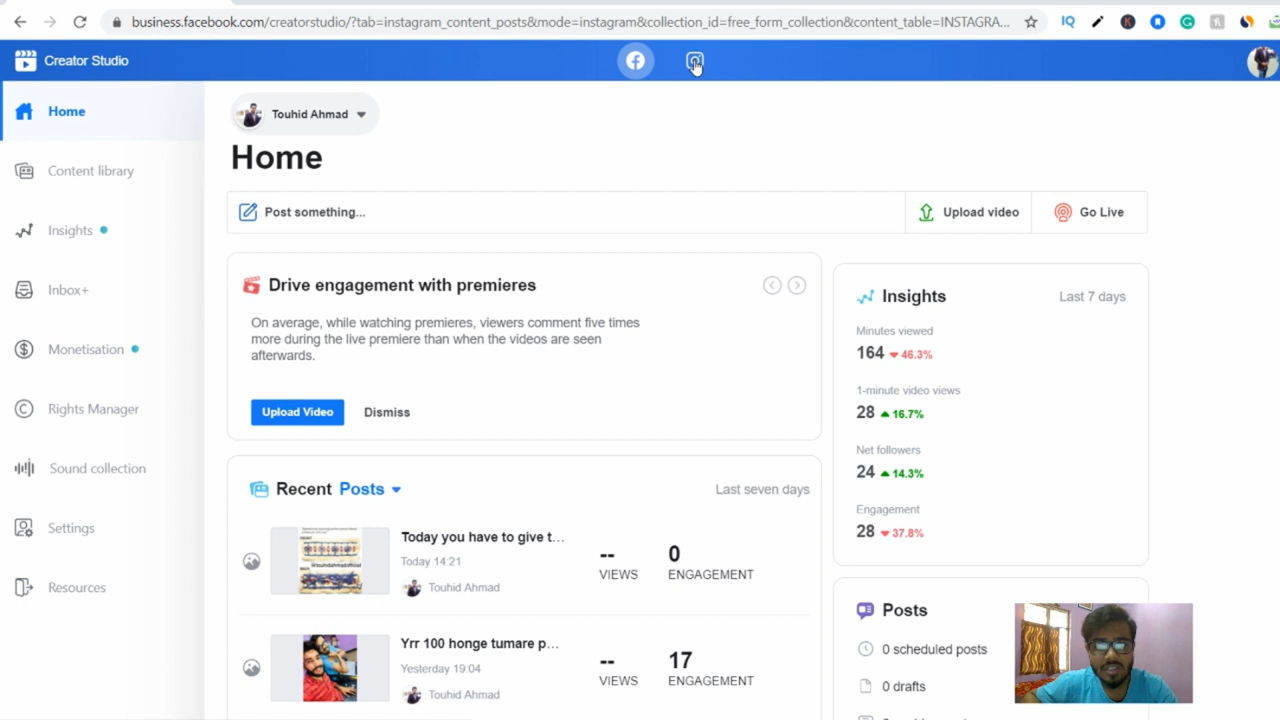 business.facebook.com/creatorstudio/?tab=instagram_content_posts&mode=instagram&collection_id=free_form_collection&content_table=INSTAGRA...
IQ
Creator Studio
Home
Content library
Insights
Inbox+
Monetisation
Rights Manager
Sound collection
Settings
Resources
Touhid Ahmad
Home
Post something...
Upload video
Go Live
Drive engagement with premieres
On average, while watching premieres, viewers comment five times
more during the live premiere than when the videos are seen
afterwards.
Upload Video
Dismiss
Recent Posts
Last seven days
Today you have to give t...
Today 14:21
Touhid Ahmad
--
VIEWS
0
ENGAGEMENT
Yrr 100 honge tumare p...
Yesterday 19:04
Touhid Ahmad
--
VIEWS
17
ENGAGEMENT
Insights
Last 7 days
Minutes viewed
164 46.3%
1-minute video views
28 16.7%
Net followers
24 14.3%
Engagement
28 37.8%
Posts
0 scheduled posts
0 drafts